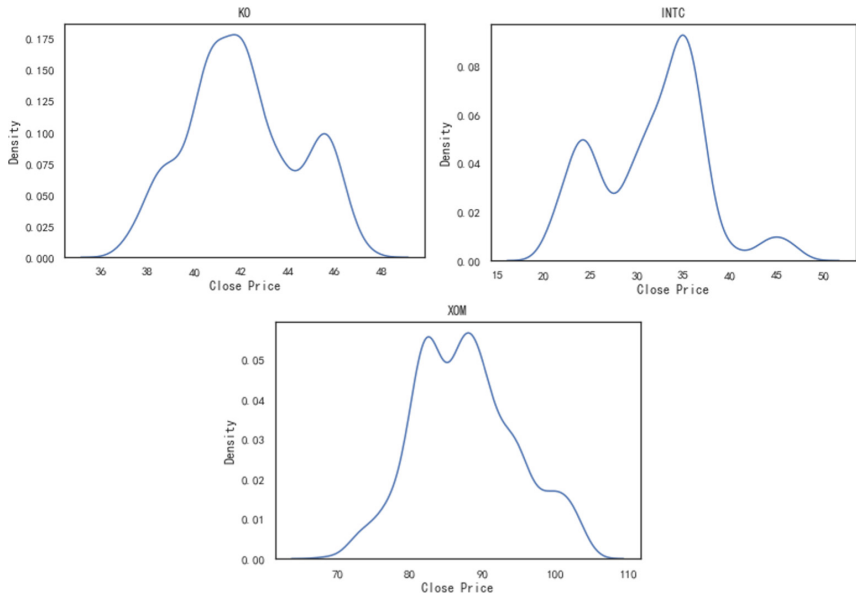 KO
0.175
0.150
0.125
0.100
0.075
0.050
0.025
0.000
Density
36 38 40 42 44 46 48
Close Price
INTC
0.08
0.06
0.04
0.02
0.00
Density
15 20 25 30 35 40 45 50
Close Price
XOM
0.05
0.04
0.03
0.02
0.01
0.00
Density
70 80 90 100 110
Close Price